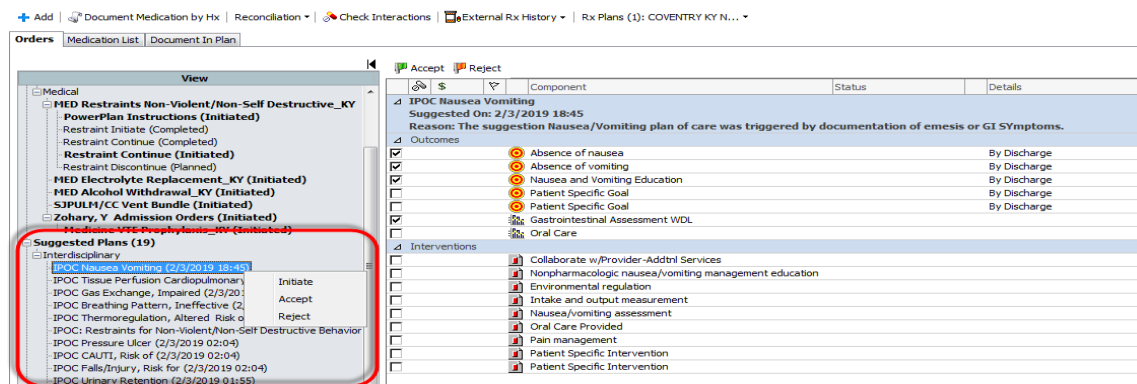 + Add | Document Medication by Hx | Reconciliation | Check Interactions | External Rx History | Rx Plans (1): COVENTRY KY N...
Orders Medication List Document In Plan
View
Medical
MED Restraints Non-Violent/Non-Self Destructive_KY
PowerPlan Instructions (Initiated)
Restraint Initiate (Completed)
Restraint Continue (Completed)
Restraint Continue (Initiated)
Restraint Discontinue (Planned)
MED Electrolyte Replacement_KY (Initiated)
MED Alcohol Withdrawal_KY (Initiated)
SJPULM/CC Vent Bundle (Initiated)
Zohary, Y Admission Orders (Initiated)
Medicine VTE Prophylaxis_KY (Initiated)
Suggested Plans (19)
Interdisciplinary
IPOC Nausea Vomiting (2/3/2019 18:45)
IPOC Tissue Perfusion Cardiopulmonary
IPOC Gas Exchange, Impaired (2/3/201
IPOC Breathing Pattern, Ineffective (2
IPOC Thermoregulation, Altered Risk o
IPOC: Restraints for Non-Violent/Non-Self Destructive Behavior
IPOC Pressure Ulcer (2/3/2019 02:04)
IPOC CAUTI, Risk of (2/3/2019 02:04)
IPOC Falls/Injury, Risk for (2/3/2019 02:04)
IPOC Urinary Retention (2/3/2019 01:55)
Initiate
Accept
Reject
Accept Reject
$ Component Status Details
IPOC Nausea Vomiting
Suggested On: 2/3/2019 18:45
Reason: The suggestion Nausea/Vomiting plan of care was triggered by documentation of emesis or GI SYmptoms.
Outcomes
Absence of nausea By Discharge
Absence of vomiting By Discharge
Nausea and Vomiting Education By Discharge
Patient Specific Goal By Discharge
Patient Specific Goal By Discharge
Gastrointestinal Assessment WDL
Oral Care
Interventions
Collaborate w/Provider-Addtnl Services
Nonpharmacologic nausea/vomiting management education
Environmental regulation
Intake and output measurement
Nausea/vomiting assessment
Oral Care Provided
Pain management
Patient Specific Intervention
Patient Specific Intervention